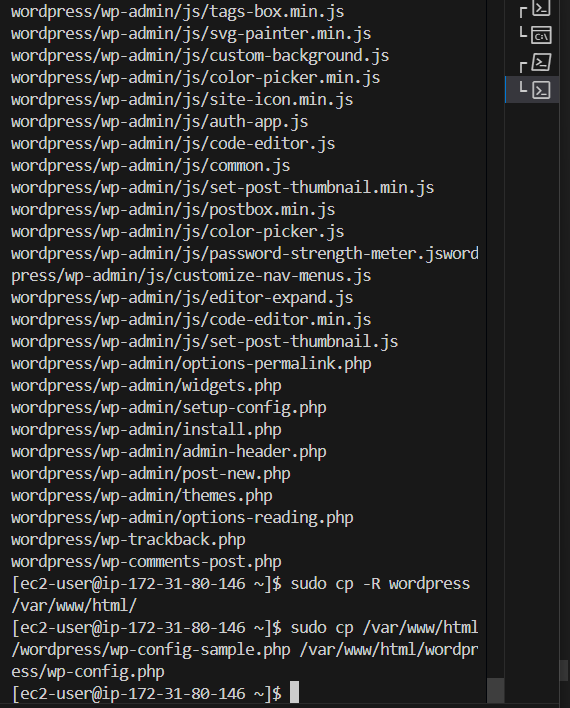 wordpress/wp-admin/js/tags-box.min.js
wordpress/wp-admin/js/svg-painter.min.js
wordpress/wp-admin/js/custom-background.js
wordpress/wp-admin/js/color-picker.min.js
wordpress/wp-admin/js/site-icon.min.js
wordpress/wp-admin/js/auth-app.js
wordpress/wp-admin/js/code-editor.js
wordpress/wp-admin/js/common.js
wordpress/wp-admin/js/set-post-thumbnail.min.js
wordpress/wp-admin/js/postbox.min.js
wordpress/wp-admin/js/color-picker.js
wordpress/wp-admin/js/password-strength-meter.jsword
press/wp-admin/js/customize-nav-menus.js
wordpress/wp-admin/js/editor-expand.js
wordpress/wp-admin/js/code-editor.min.js
wordpress/wp-admin/js/set-post-thumbnail.js
wordpress/wp-admin/options-permalink.php
wordpress/wp-admin/widgets.php
wordpress/wp-admin/setup-config.php
wordpress/wp-admin/install.php
wordpress/wp-admin/admin-header.php
wordpress/wp-admin/post-new.php
wordpress/wp-admin/themes.php
wordpress/wp-admin/options-reading.php
wordpress/wp-trackback.php
wordpress/wp-comments-post.php
[ec2-user@ip-172-31-80-146 ~]$ sudo cp -R wordpress
/var/www/html/
[ec2-user@ip-172-31-80-146 ~]$ sudo cp /var/www/html
/wordpress/wp-config-sample.php /var/www/html/wordpr
ess/wp-config.php
[ec2-user@ip-172-31-80-146 ~]$